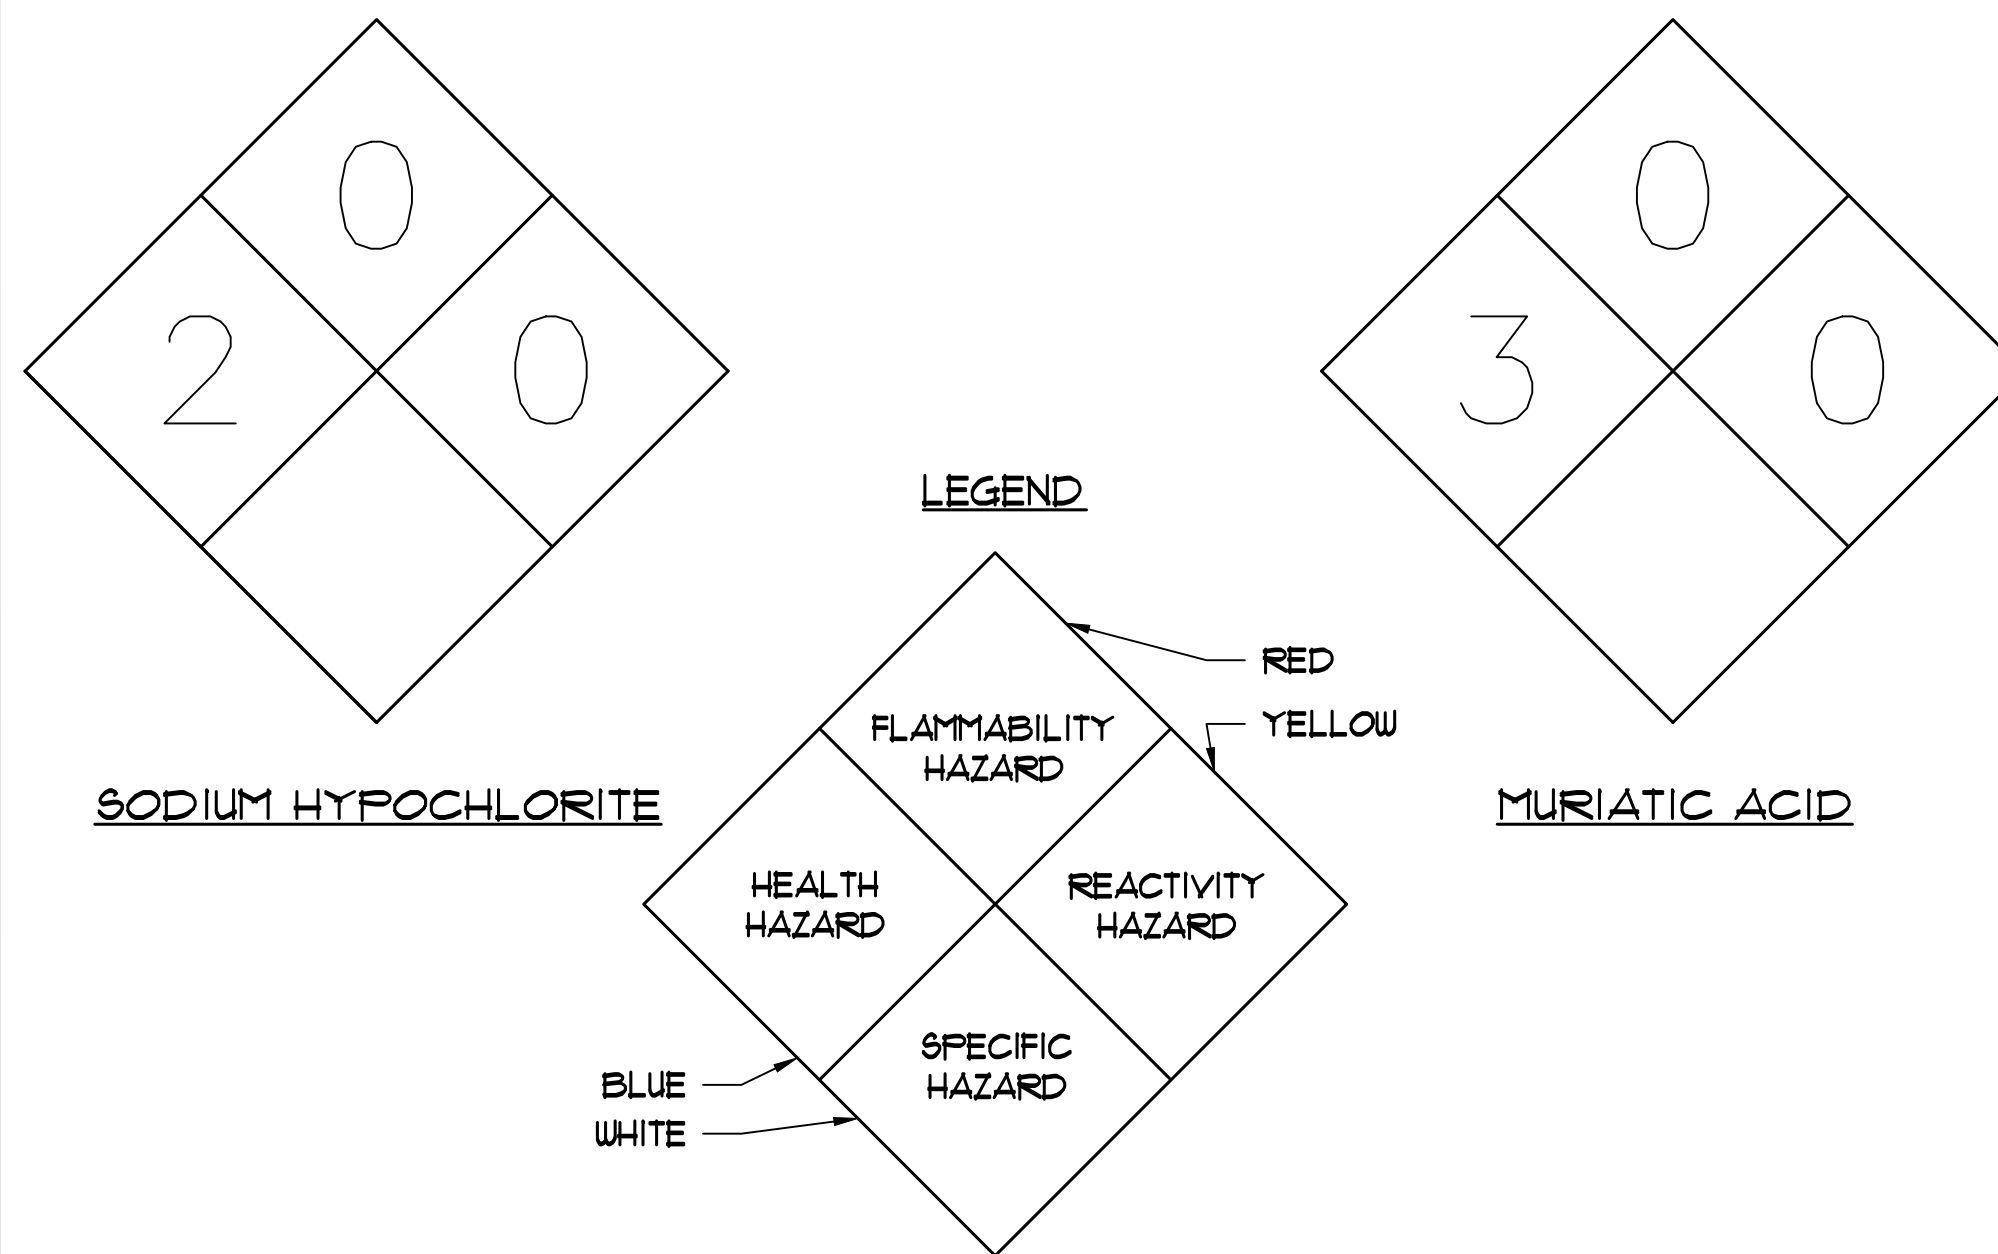 0
2
0
SODIUM HYPOCHLORITE
0
3
0
MURIATIC ACID
LEGEND
RED
YELLOW
FLAMMABILITY
HAZARD
HEALTH
HAZARD
REACTIVITY
HAZARD
SPECIFIC
HAZARD
BLUE
WHITE